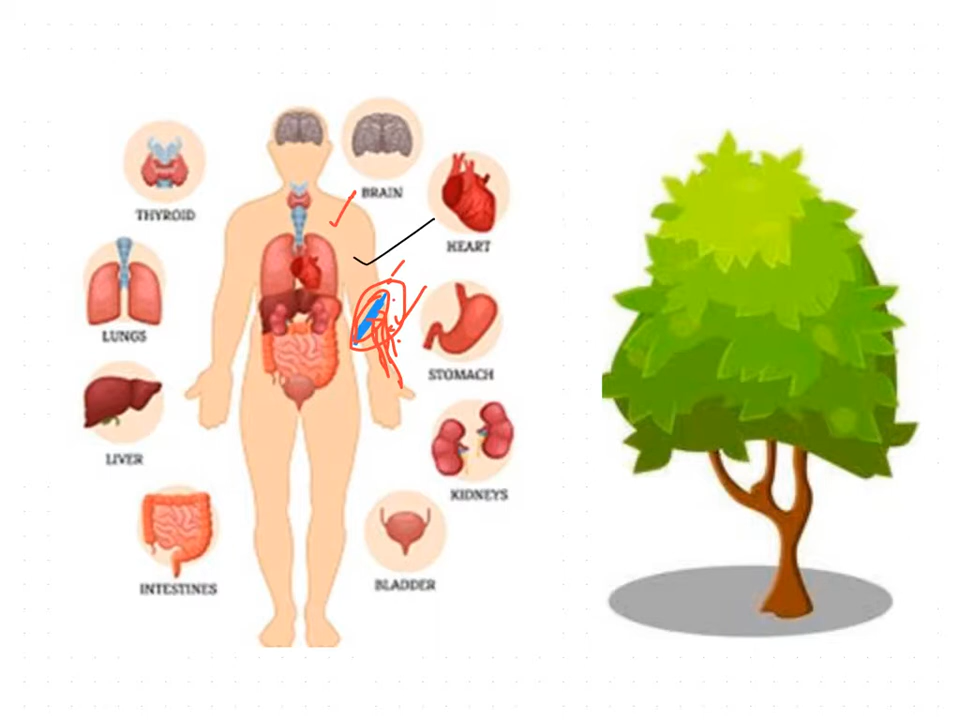 BRAIN
THYROID
HEART
LUNGS
STOMACH
LIVER
KIDNEYS
BLADDER
INTESTINES